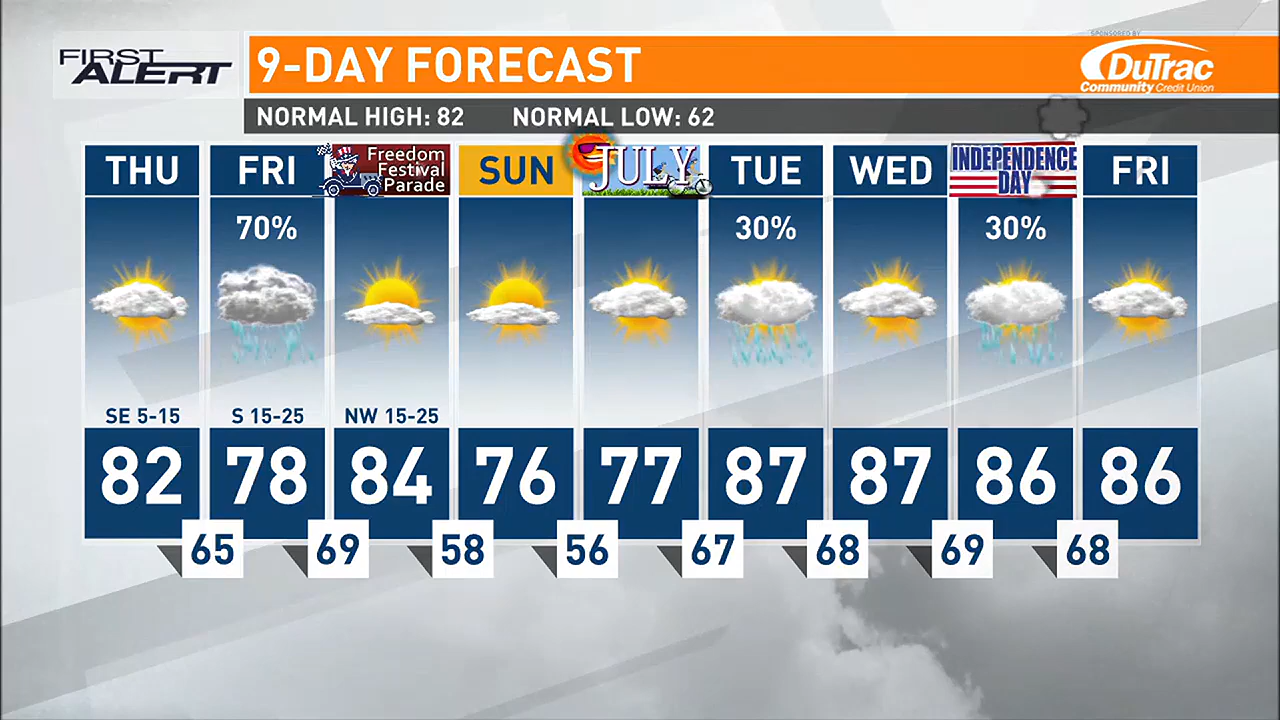 FIRST
ALERT
9-DAY FORECAST
SPONSORED BY
DuTrac
Community Credit Union
NORMAL HIGH: 82 NORMAL LOW: 62
THU
FRI
Freedom
Festival
Parade
SUN
JULY
TUE
WED
INDEPENDENCE
DAY
FRI
70%
30%
30%
SE 5-15
S 15-25
NW 15-25
82
78
84
76
77
87
87
86
86
65
69
58
56
67
68
69
68